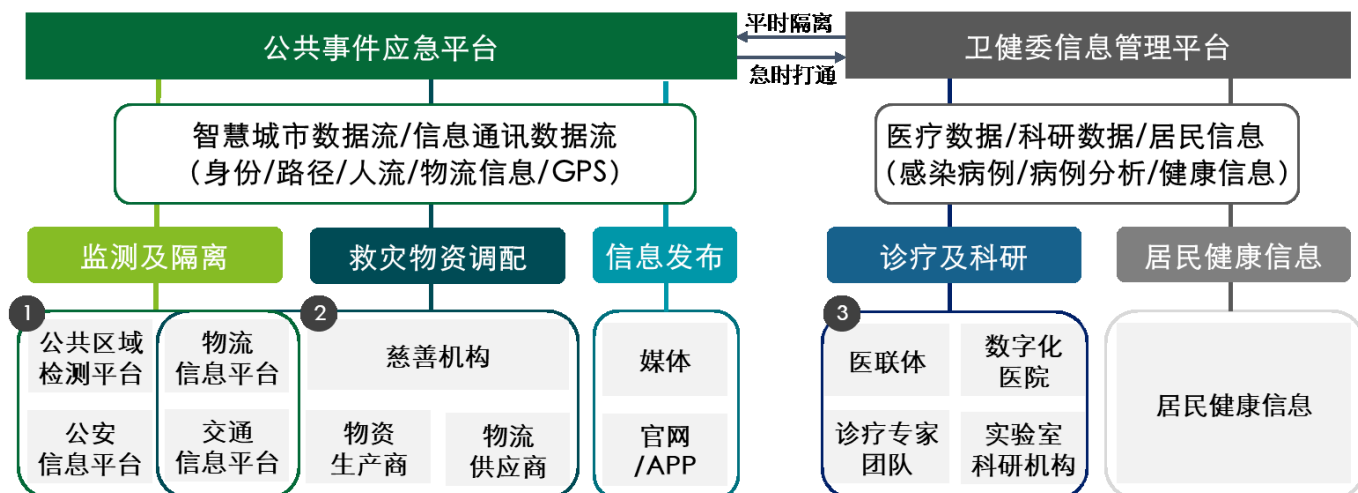 公共事件应急平台
平时隔离
急时打通
卫健委信息管理平台
智慧城市数据流/信息通讯数据流
（身份/路径/人流/物流信息/GPS）
医疗数据/科研数据/居民信息
（感染病例/病例分析/健康信息）
监测及隔离
救灾物资调配
信息发布
诊疗及科研
居民健康信息
1
公共区域
检测平台
物流
信息平台
公安
信息平台
交通
信息平台
2
慈善机构
物资
生产商
物流
供应商
媒体
官网
/APP
3
医联体
数字化
医院
诊疗专家
团队
实验室
科研机构
居民健康信息